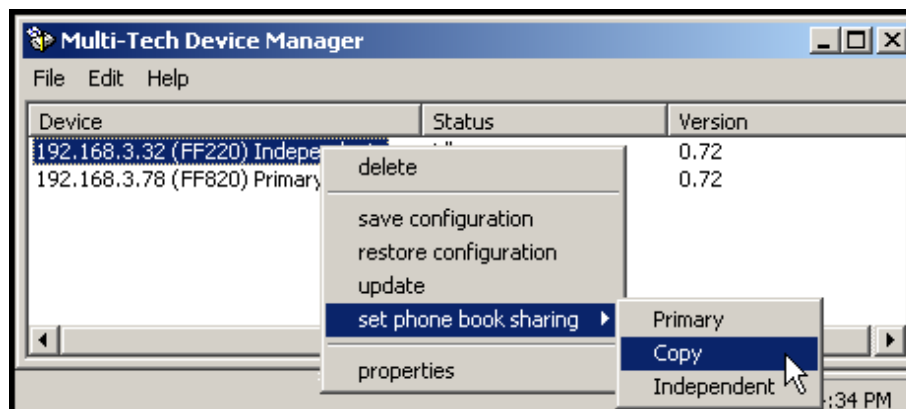 Multi-Tech Device Manager
File Edit Help
Device Status Version
192.168.3.32 (FF220) 0.72
192.168.3.78 (FF820) Primary 0.72
delete
save configuration
restore configuration
update
set phone book sharing
properties
Primary
Copy
Independent
:34 PM